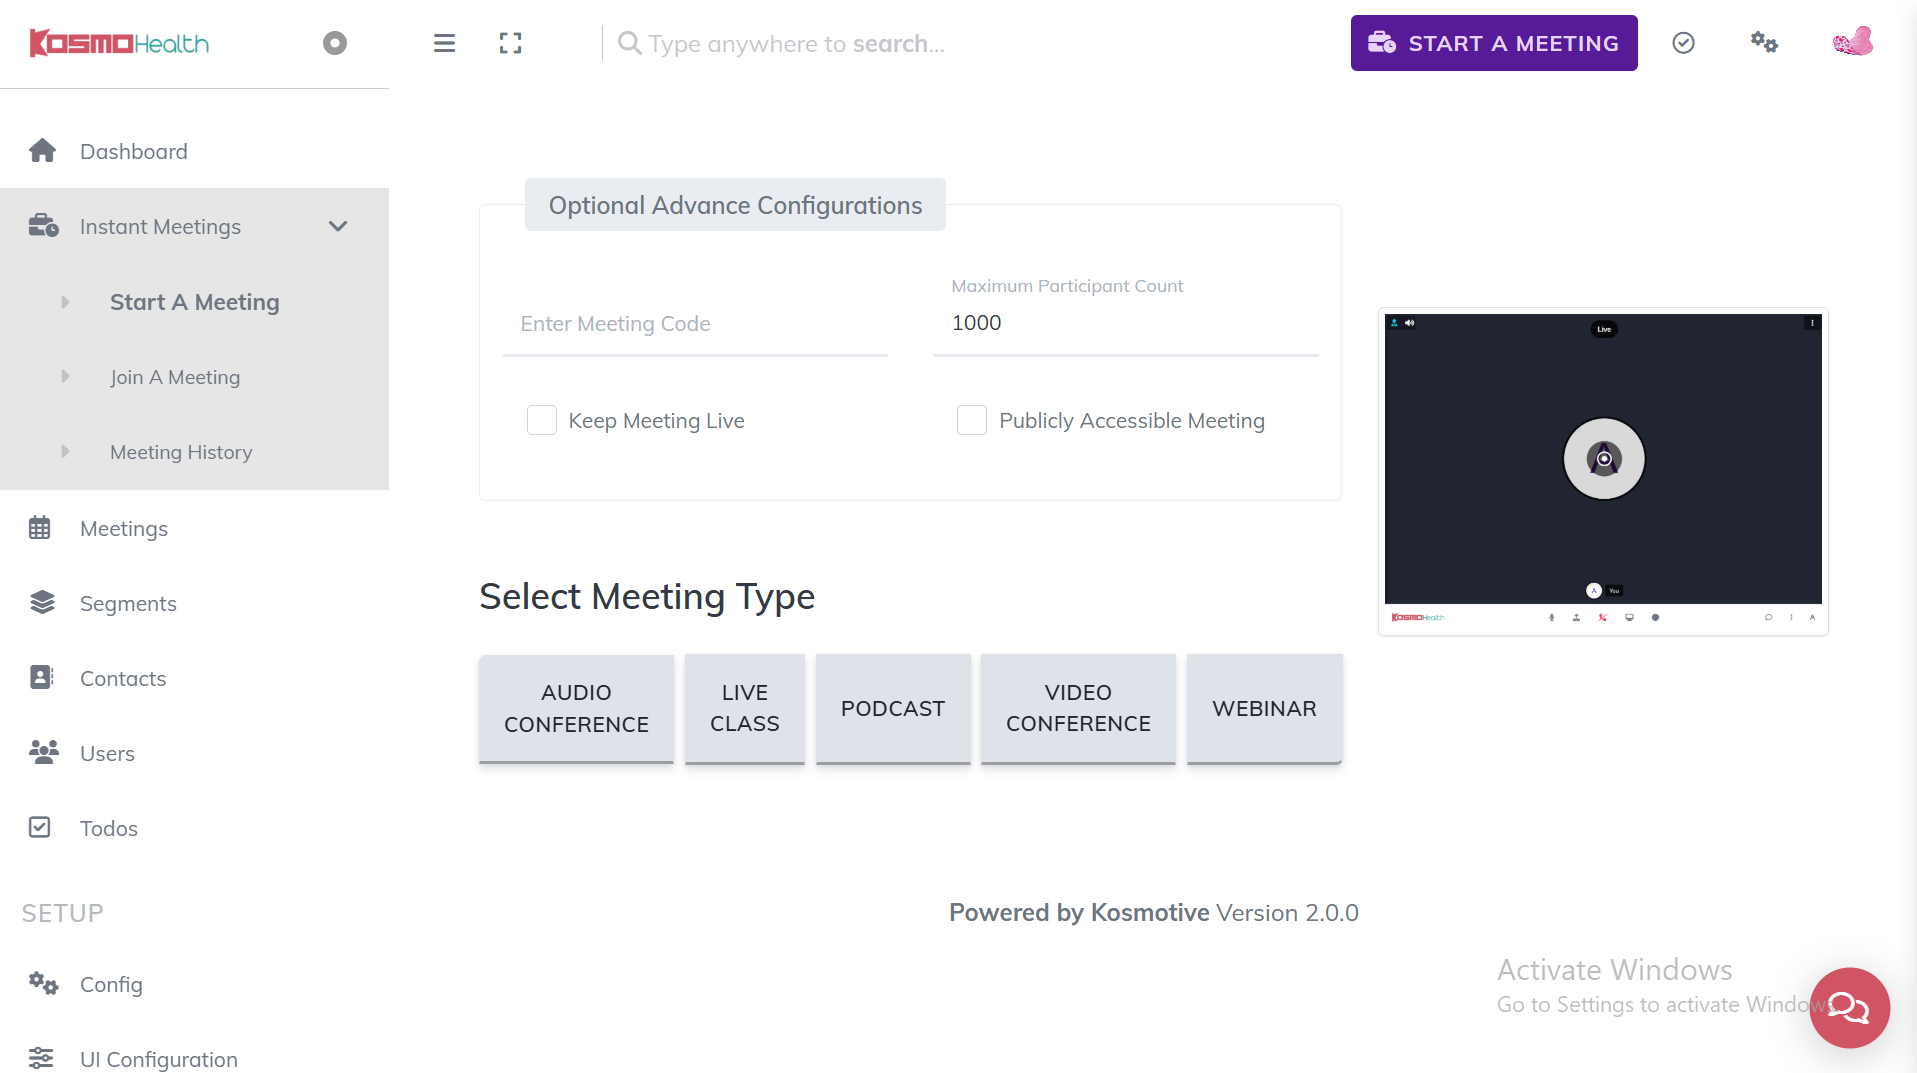 KosmoHealth
Type anywhere to search...
START A MEETING
Dashboard
Instant Meetings
Start A Meeting
Join A Meeting
Meeting History
Meetings
Segments
Contacts
Users
Todos
SETUP
Config
UI Configuration
Optional Advance Configurations
Enter Meeting Code
Maximum Participant Count
1000
Keep Meeting Live
Publicly Accessible Meeting
Live
A
A You
KosmoHealth
A
Select Meeting Type
AUDIO
CONFERENCE
LIVE
CLASS
PODCAST
VIDEO
CONFERENCE
WEBINAR
Powered by Kosmotive Version 2.0.0
Activate Windows
Go to Settings to activate Windows.